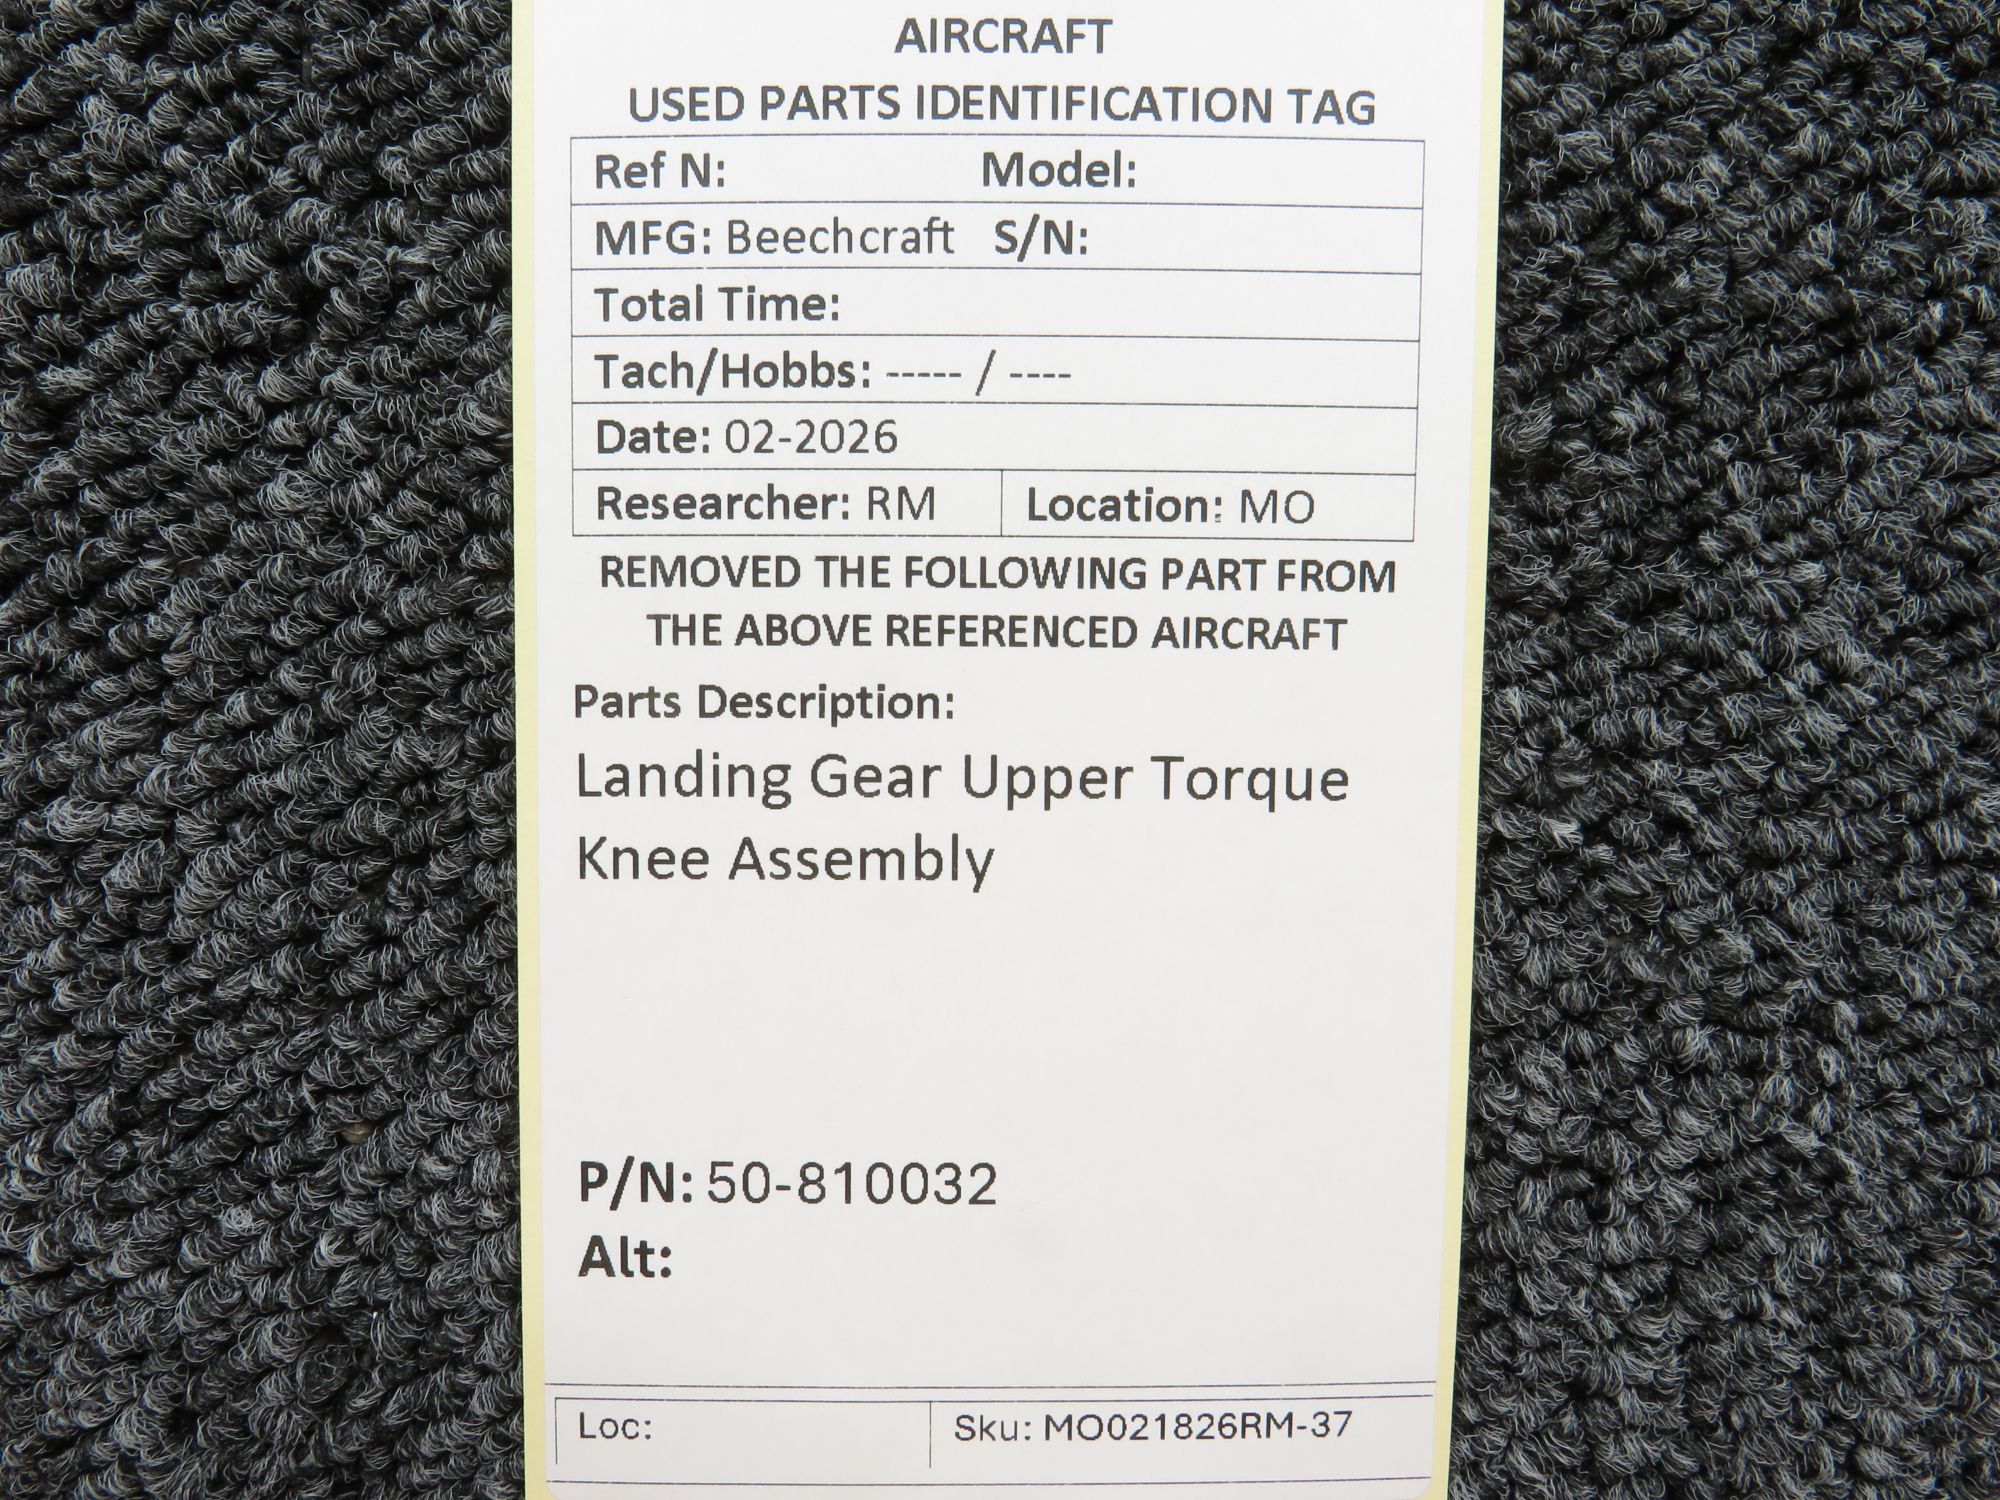 AIRCRAFT
USED PARTS IDENTIFICATION TAG
Ref N: Model:
MFG: Beechcraft S/N:
Total Time:
Tach/Hobbs: ----- / ----
Date: 02-2026
Researcher: RM Location: MO
REMOVED THE FOLLOWING PART FROM
THE ABOVE REFERENCED AIRCRAFT
Parts Description:
Landing Gear Upper Torque
Knee Assembly
P/N: 50-810032
Alt:
Loc: Sku: MO021826RM-37